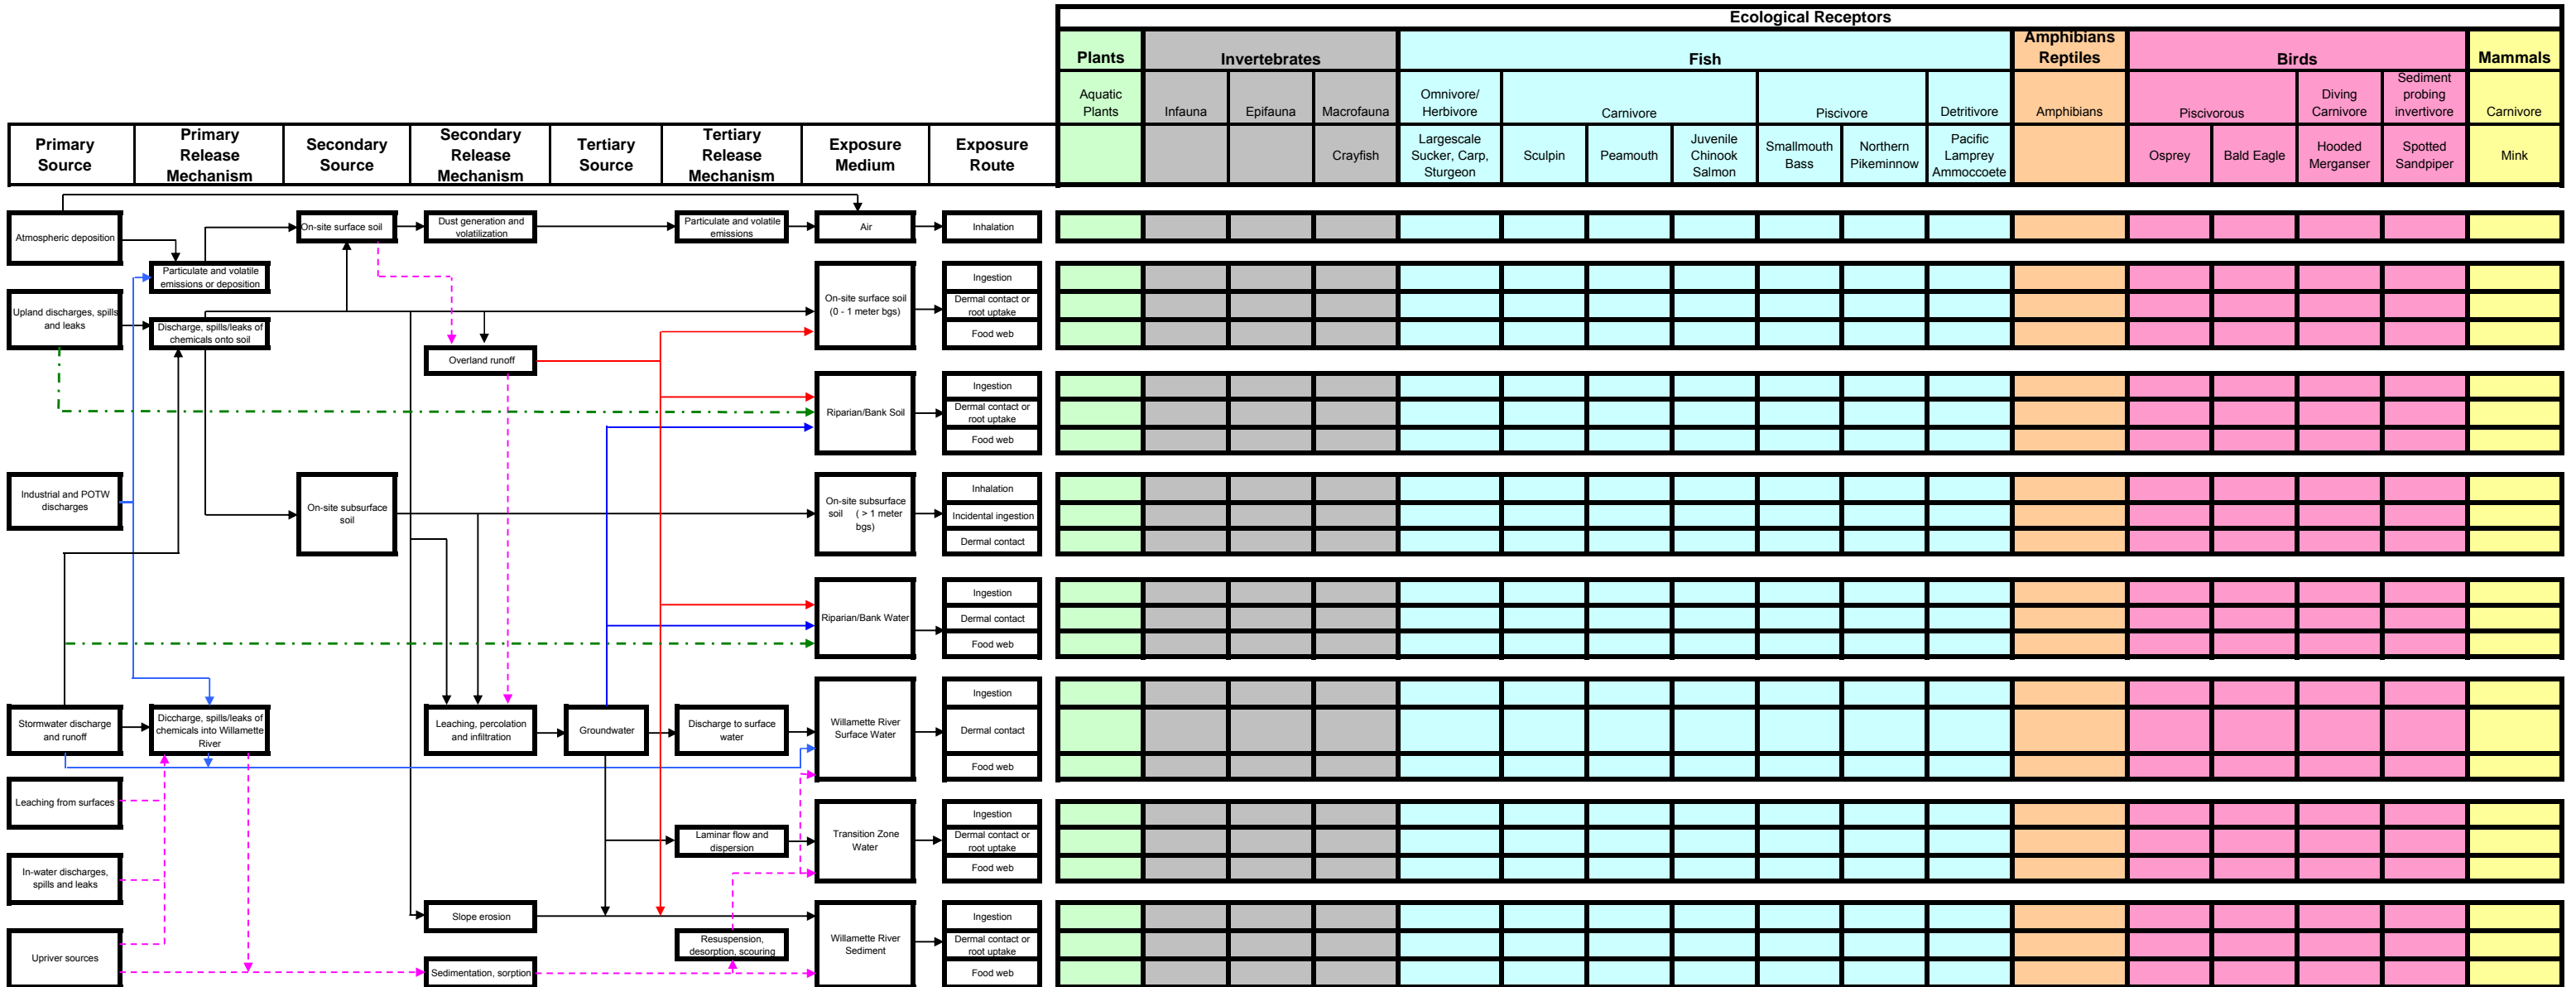 Ecological Receptors
Plants
Invertebrates
Fish
Amphibians
Reptiles
Birds
Mammals
Aquatic
Plants
Infauna
Epifauna
Macrofauna
Omnivore/
Herbivore
Carnivore
Piscivore
Detritivore
Amphibians
Piscivorous
Diving
Carnivore
Sediment
probing
invertivore
Carnivore
Primary
Source
Primary
Release
Mechanism
Secondary
Source
Secondary
Release
Mechanism
Tertiary
Source
Tertiary
Release
Mechanism
Exposure
Medium
Exposure
Route
Crayfish
Largescale
Sucker, Carp,
Sturgeon
Sculpin
Peamouth
Juvenile
Chinook
Salmon
Smallmouth
Bass
Northern
Pikeminnow
Pacific
Lamprey
Ammoccoete
Osprey
Bald Eagle
Hooded
Merganser
Spotted
Sandpiper
Mink
Atmospheric deposition
On-site surface soil
Dust generation and
volatilization
Particulate and volatile
emissions
Air
Inhalation
Particulate and volatile
emissions or deposition
Upland discharges, spills
and leaks
Discharge, spills/leaks of
chemicals onto soil
On-site surface soil
(0 - 1 meter bgs)
Ingestion
Dermal contact or
root uptake
Food web
Overland runoff
Riparian/Bank Soil
Ingestion
Dermal contact or
root uptake
Food web
Industrial and POTW
discharges
On-site subsurface
soil
On-site subsurface
soil ( > 1 meter
bgs)
Inhalation
Incidental ingestion
Dermal contact
Riparian/Bank Water
Ingestion
Dermal contact
Food web
Stormwater discharge
and runoff
Diccharge, spills/leaks of
chemicals into Willamette
River
Leaching, percolation
and infiltration
Groundwater
Discharge to surface
water
Willamette River
Surface Water
Ingestion
Dermal contact
Food web
Leaching from surfaces
Laminar flow and
dispersion
Transition Zone
Water
Ingestion
Dermal contact or
root uptake
Food web
In-water discharges,
spills and leaks
Slope erosion
Upriver sources
Resuspension,
desorption, scouring
Sedimentation, sorption
Willamette River
Sediment
Ingestion
Dermal contact or
root uptake
Food web